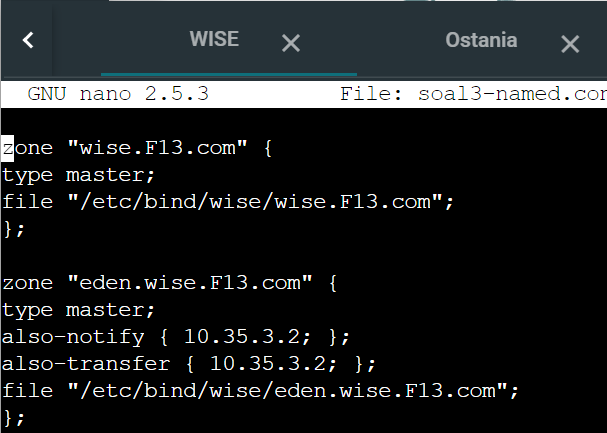 WISE
Ostania
GNU nano 2.5.3 File: soal3-named.con
zone "wise.F13.com" {
type master;
file "/etc/bind/wise/wise.F13.com";
};
zone "eden.wise.F13.com" {
type master;
also-notify { 10.35.3.2; };
also-transfer { 10.35.3.2; };
file "/etc/bind/wise/eden.wise.F13.com";
};